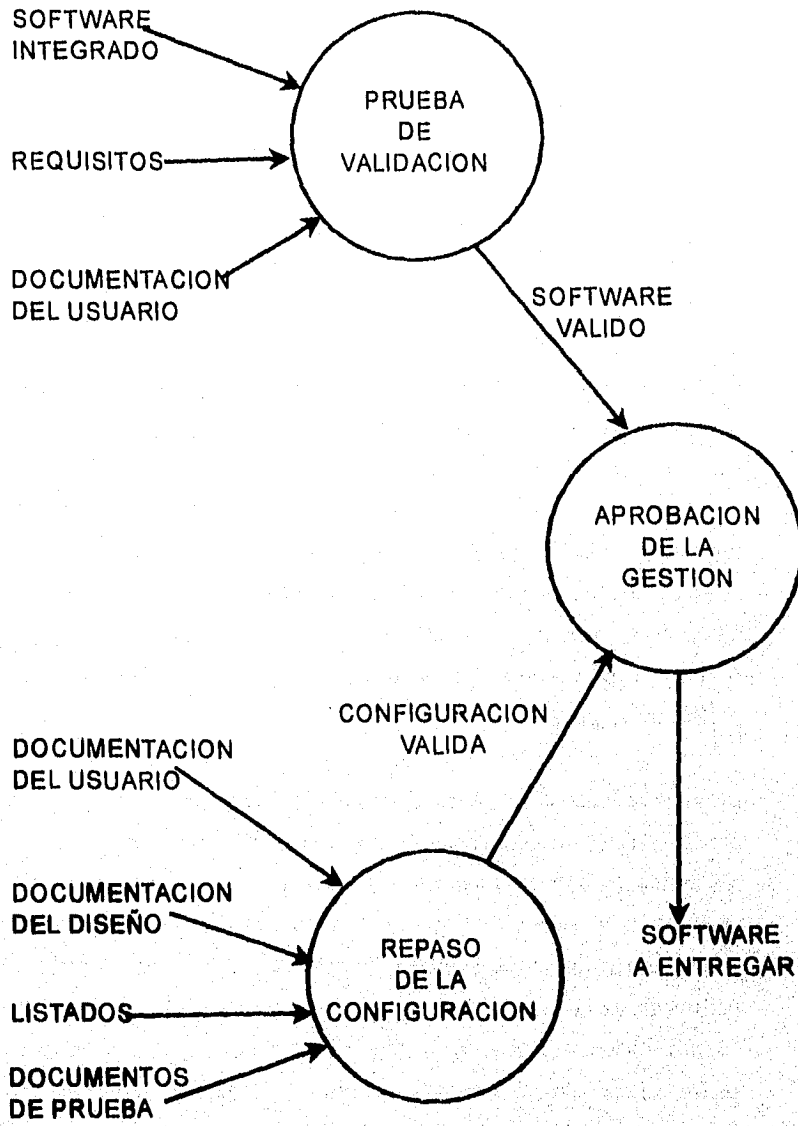 SOFTWARE
INTEGRADO
REQUISITOS
DOCUMENTACION
DEL USUARIO
PRUEBA
DE
VALIDACION
SOFTWARE
VALIDO
APROBACION
DE LA
GESTION
CONFIGURACION
VALIDA
DOCUMENTACION
DEL USUARIO
DOCUMENTACION
DEL DISEÑO
LISTADOS
DOCUMENTOS
DE PRUEBA
REPASO
DE LA
CONFIGURACION
SOFTWARE
A ENTREGAR